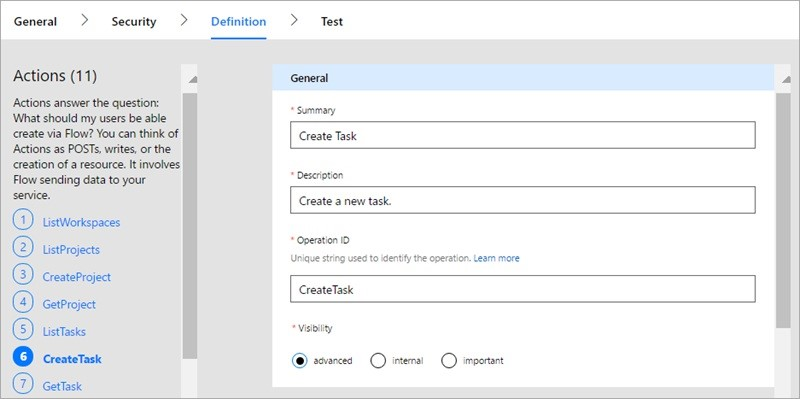 General > Security > Definition > Test
Actions (11)
Actions answer the question:
What should my users be able
create via Flow? You can think of
Actions as POSTs, writes, or the
creation of a resource. It involves
Flow sending data to your
service.
1 ListWorkspaces
2 ListProjects
3 CreateProject
4 GetProject
5 ListTasks
6 CreateTask
7 GetTask
General
* Summary
Create Task
* Description
Create a new task.
* Operation ID
Unique string used to identify the operation. Learn more
CreateTask
* Visibility
advanced internal important